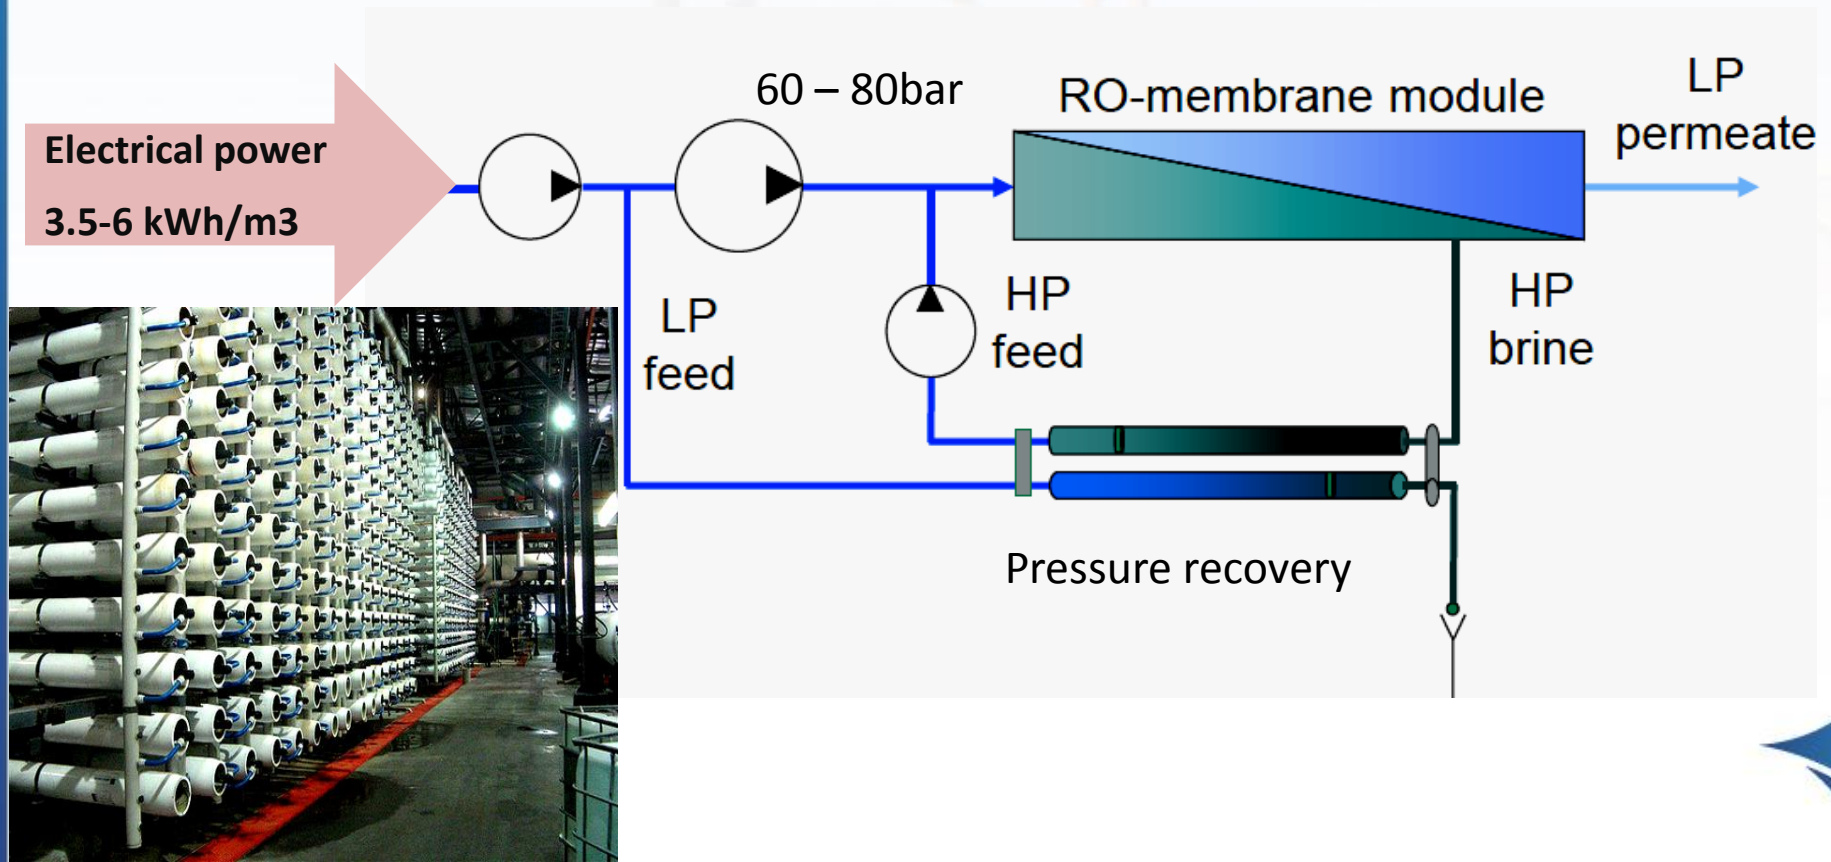 Electrical power
3.5-6 kWh/m3
60 – 80bar
RO-membrane module
LP
permeate
LP
feed
HP
feed
HP
brine
Pressure recovery